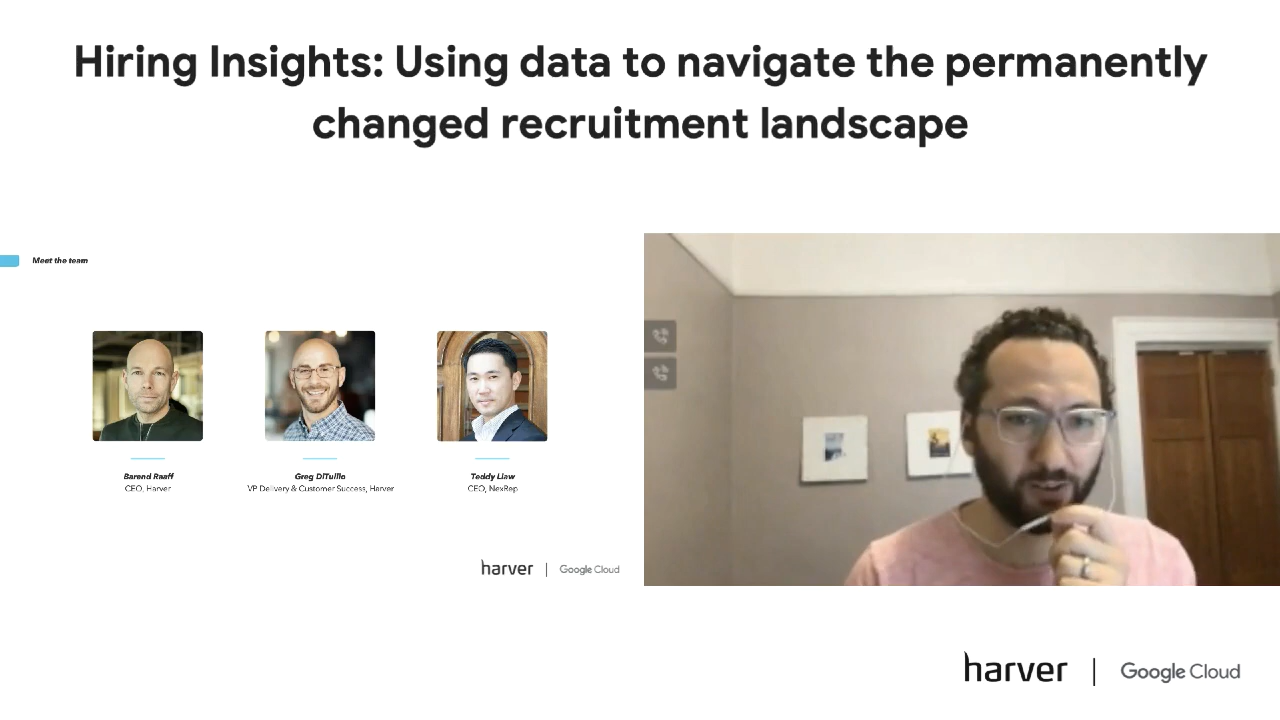 Hiring Insights: Using data to navigate the permanently
changed recruitment landscape
Meet the team
Barend Raaff
CEO, Harver
Greg DiTullio
VP Delivery & Customer Success, Harver
Teddy Liaw
CEO, NexRep
harver | Google Cloud
harver | Google Cloud